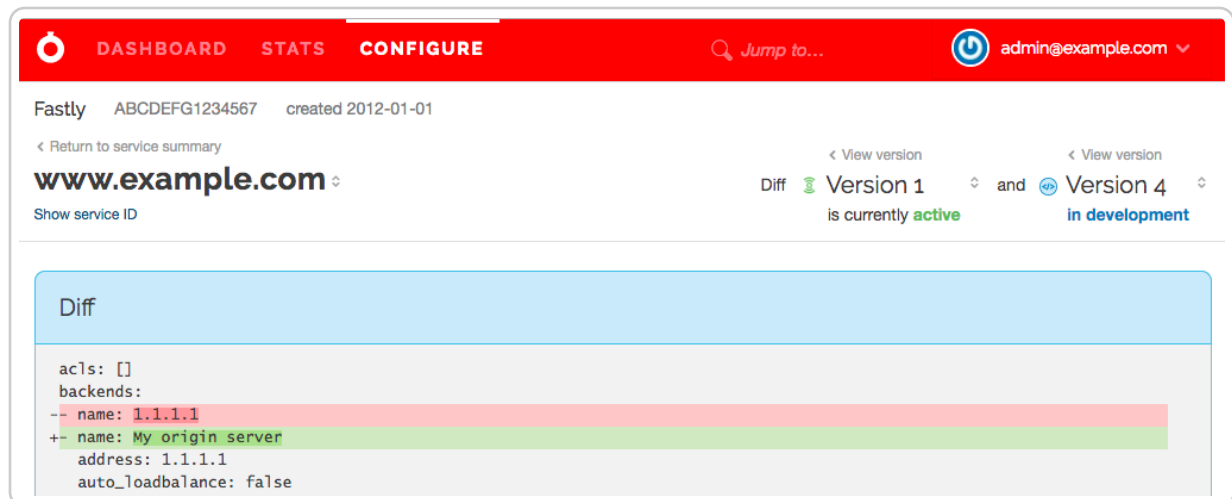 DASHBOARD STATS CONFIGURE Jump to... admin@example.com
Fastly ABCDEFG1234567 created 2012-01-01
< Return to service summary
www.example.com
Show service ID
< View version < View version
Diff Version 1 and </> Version 4
is currently active in development
Diff
acls: []
backends:
-- name: 1.1.1.1
+- name: My origin server
address: 1.1.1.1
auto_loadbalance: false